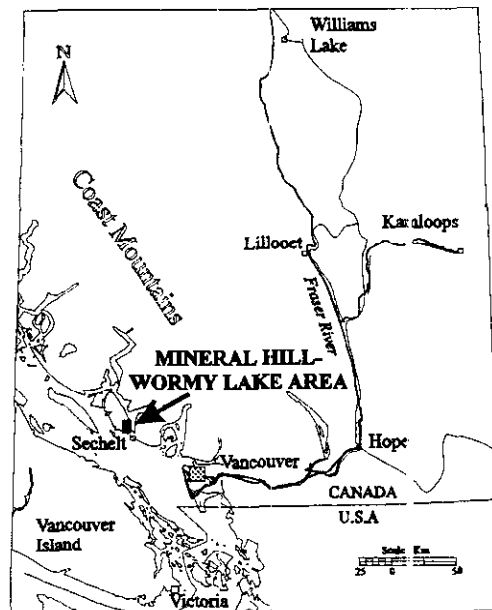 Williams
Lake
N
Coast Mountains
Kamloops
Lillooet
Fraser River
MINERAL HILL-
WORMY LAKE AREA
Sechelt
Hope
Vancouver
CANADA
U.S.A
Vancouver
Island
Scale Km
25 0 50
Victoria